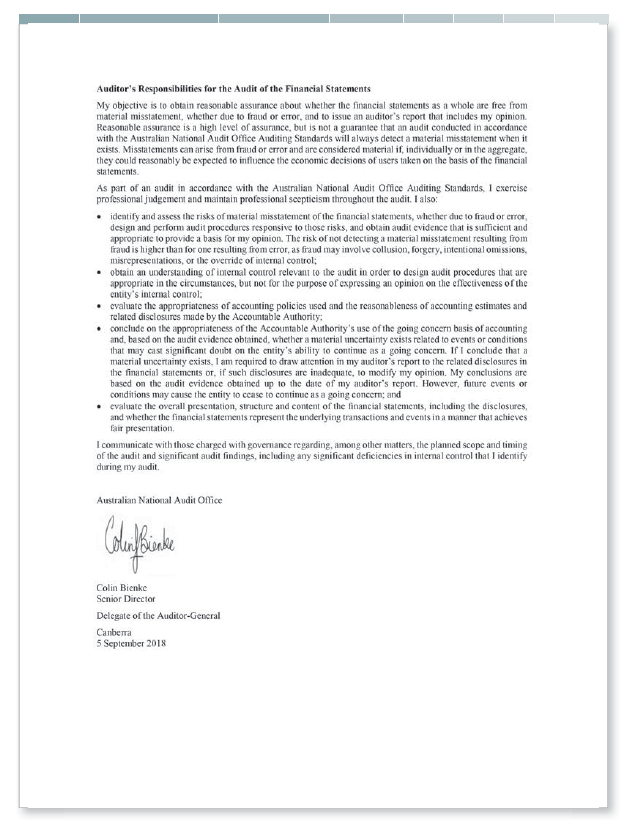 Auditor's Responsibilities for the Audit of the Financial Statements
My objective is to obtain reasonable assurance about whether the financial statements as a whole are free from
material misstatement, whether due to fraud or error, and to issue an auditor's report that includes my opinion.
Reasonable assurance is a high level of assurance, but is not a guarantee that an audit conducted in accordance
with the Australian National Audit Office Auditing Standards will always detect a material misstatement when it
exists. Misstatements can arise from fraud or error and are considered material if, individually or in the aggregate,
they could reasonably be expected to influence the economic decisions of users taken on the basis of the financial
statements.
As part of an audit in accordance with the Australian National Audit Office Auditing Standards, I exercise
professional judgement and maintain professional scepticism throughout the audit. I also:
• identify and assess the risks of material misstatement of the financial statements, whether due to fraud or error,
design and perform audit procedures responsive to those risks, and obtain audit evidence that is sufficient and
appropriate to provide a basis for my opinion. The risk of not detecting a material misstatement resulting from
fraud is higher than for one resulting from error, as fraud may involve collusion, forgery, intentional omissions,
misrepresentations, or the override of internal control;
• obtain an understanding of internal control relevant to the audit in order to design audit procedures that are
appropriate in the circumstances, but not for the purpose of expressing an opinion on the effectiveness of the
entity's internal control;
• evaluate the appropriateness of accounting policies used and the reasonableness of accounting estimates and
related disclosures made by the Accountable Authority;
• conclude on the appropriateness of the Accountable Authority's use of the going concern basis of accounting
and, based on the audit evidence obtained, whether a material uncertainty exists related to events or conditions
that may cast significant doubt on the entity's ability to continue as a going concern. If I conclude that a
material uncertainty exists, I am required to draw attention in my auditor's report to the related disclosures in
the financial statements or, if such disclosures are inadequate, to modify my opinion. My conclusions are
based on the audit evidence obtained up to the date of my auditor's report. However, future events or
conditions may cause the entity to cease to continue as a going concern; and
• evaluate the overall presentation, structure and content of the financial statements, including the disclosures,
and whether the financial statements represent the underlying transactions and events in a manner that achieves
fair presentation.
I communicate with those charged with governance regarding, among other matters, the planned scope and timing
of the audit and significant audit findings, including any significant deficiencies in internal control that I identify
during my audit.
Australian National Audit Office
Colin J Bienke
Colin Bienke
Senior Director
Delegate of the Auditor-General
Canberra
5 September 2018